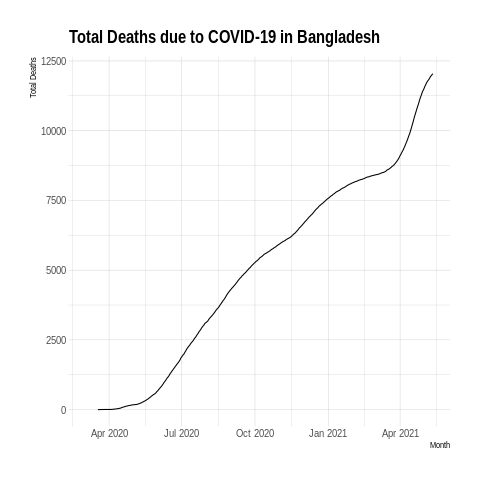 Total Deaths due to COVID-19 in Bangladesh
Total Deaths
12500
10000
7500
5000
2500
0
Apr 2020 Jul 2020 Oct 2020 Jan 2021 Apr 2021
Month